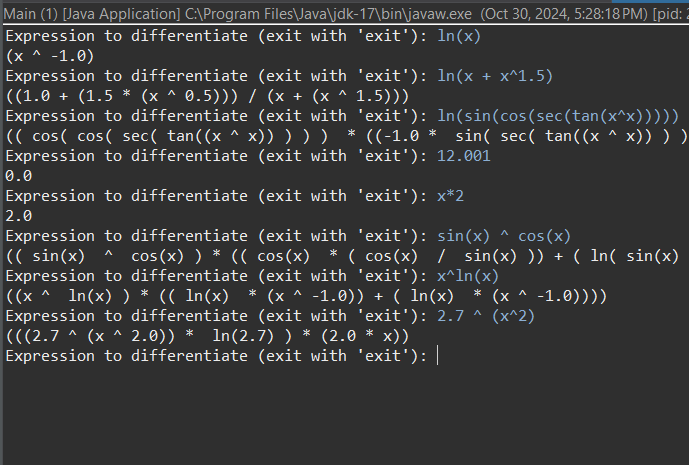 Main (1) [Java Application] C:\Program Files\Java\jdk-17\bin\javaw.exe (Oct 30, 2024, 5:28:18 PM) [pid: 2
Expression to differentiate (exit with 'exit'): ln(x)
(x ^ -1.0)
Expression to differentiate (exit with 'exit'): ln(x + x^1.5)
((1.0 + (1.5 * (x ^ 0.5))) / (x + (x ^ 1.5)))
Expression to differentiate (exit with 'exit'): ln(sin(cos(sec(tan(x^x)))))
(( cos( cos( sec( tan((x ^ x)) ) ) )  * ((-1.0 *  sin( sec( tan((x ^ x)) ) )
Expression to differentiate (exit with 'exit'): 12.001
0.0
Expression to differentiate (exit with 'exit'): x*2
2.0
Expression to differentiate (exit with 'exit'): sin(x) ^ cos(x)
(( sin(x)  ^  cos(x) ) * (( cos(x)  * ( cos(x)  /  sin(x) )) + ( ln( sin(x)
Expression to differentiate (exit with 'exit'): x^ln(x)
((x ^  ln(x) ) * (( ln(x)  * (x ^ -1.0)) + ( ln(x)  * (x ^ -1.0))))
Expression to differentiate (exit with 'exit'): 2.7 ^ (x^2)
(((2.7 ^ (x ^ 2.0)) *  ln(2.7) ) * (2.0 * x))
Expression to differentiate (exit with 'exit'):